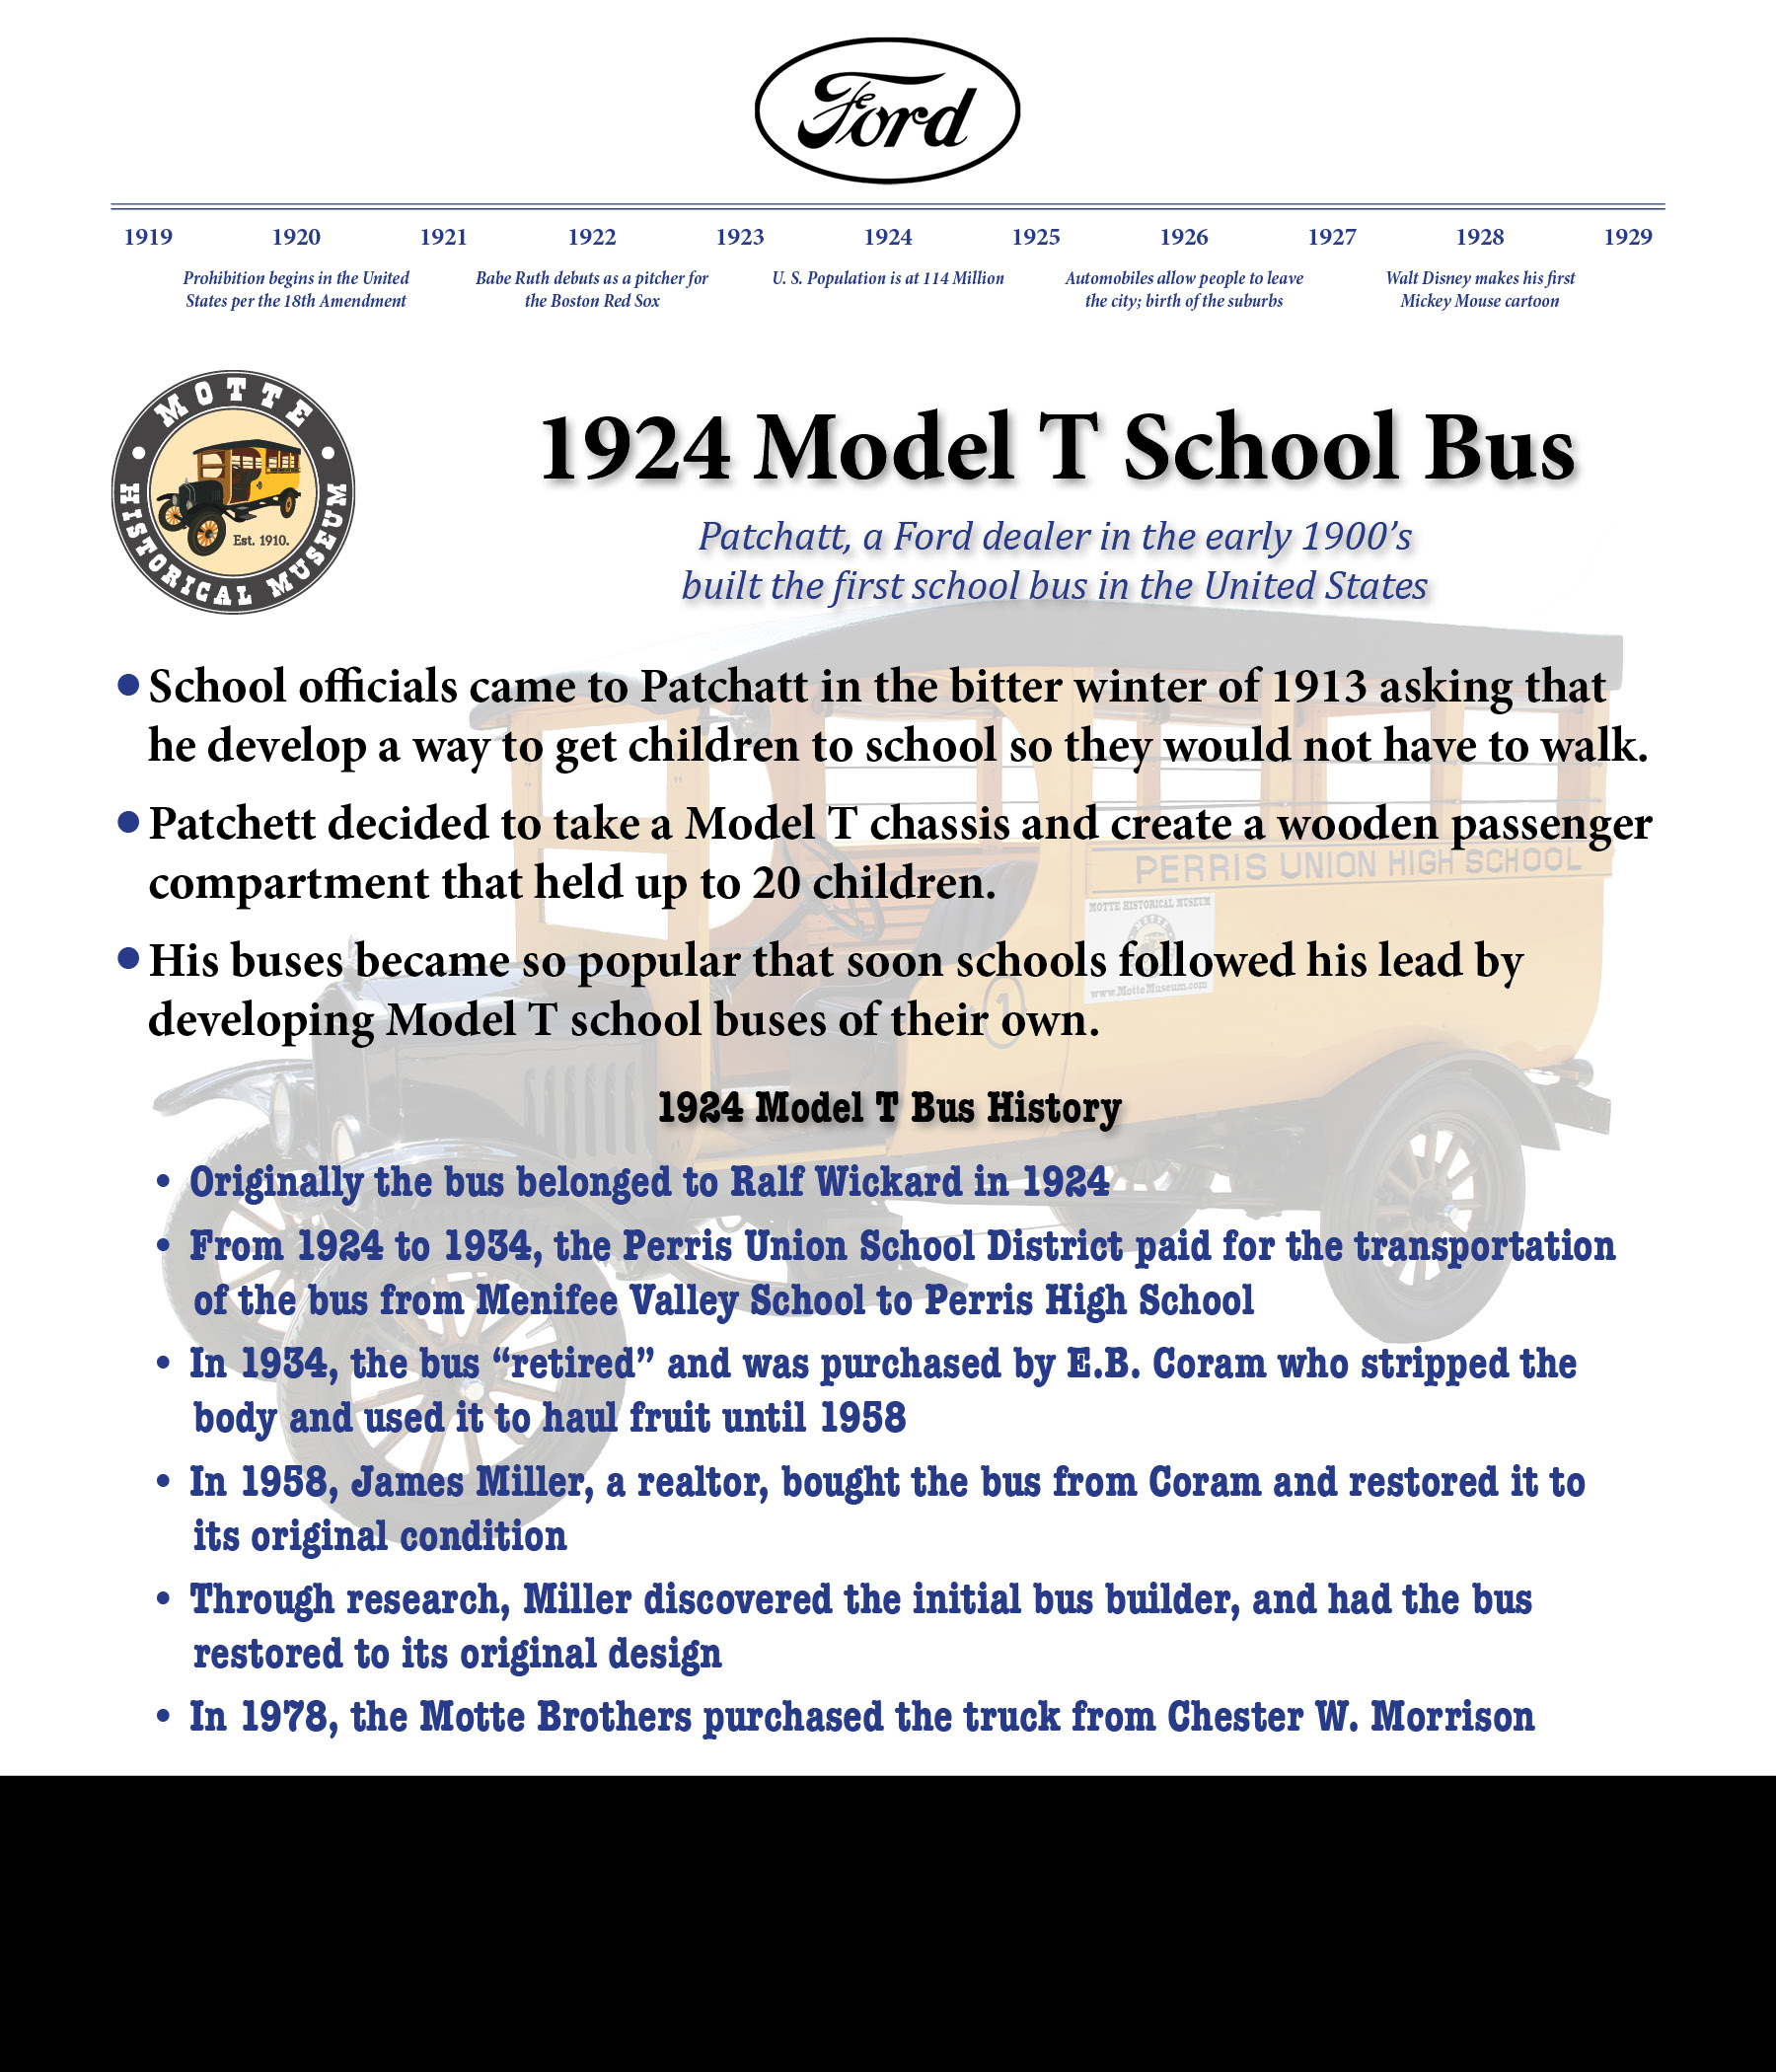 Ford
1919 1920 1921 1922 1923 1924 1925 1926 1927 1928 1929
Prohibition begins in the United
States per the 18th Amendment
Babe Ruth debuts as a pitcher for
the Boston Red Sox
U. S. Population is at 114 Million
Automobiles allow people to leave
the city; birth of the suburbs
Walt Disney makes his first
Mickey Mouse cartoon
MOTTE
HISTORICAL MUSEUM
Est. 1910.
1924 Model T School Bus
Patchatt, a Ford dealer in the early 1900’s
built the first school bus in the United States
• School officials came to Patchatt in the bitter winter of 1913 asking that
he develop a way to get children to school so they would not have to walk.
• Patchett decided to take a Model T chassis and create a wooden passenger
compartment that held up to 20 children.
PERRIS UNION HIGH SCHOOL
MOTTE HISTORICAL MUSEUM
MOTTE
www.MotteMuseum.com
1
• His buses became so popular that soon schools followed his lead by
developing Model T school buses of their own.
1924 Model T Bus History
• Originally the bus belonged to Ralf Wickard in 1924
• From 1924 to 1934, the Perris Union School District paid for the transportation
of the bus from Menifee Valley School to Perris High School
• In 1934, the bus “retired” and was purchased by E.B. Coram who stripped the
body and used it to haul fruit until 1958
• In 1958, James Miller, a realtor, bought the bus from Coram and restored it to
its original condition
• Through research, Miller discovered the initial bus builder, and had the bus
restored to its original design
• In 1978, the Motte Brothers purchased the truck from Chester W. Morrison